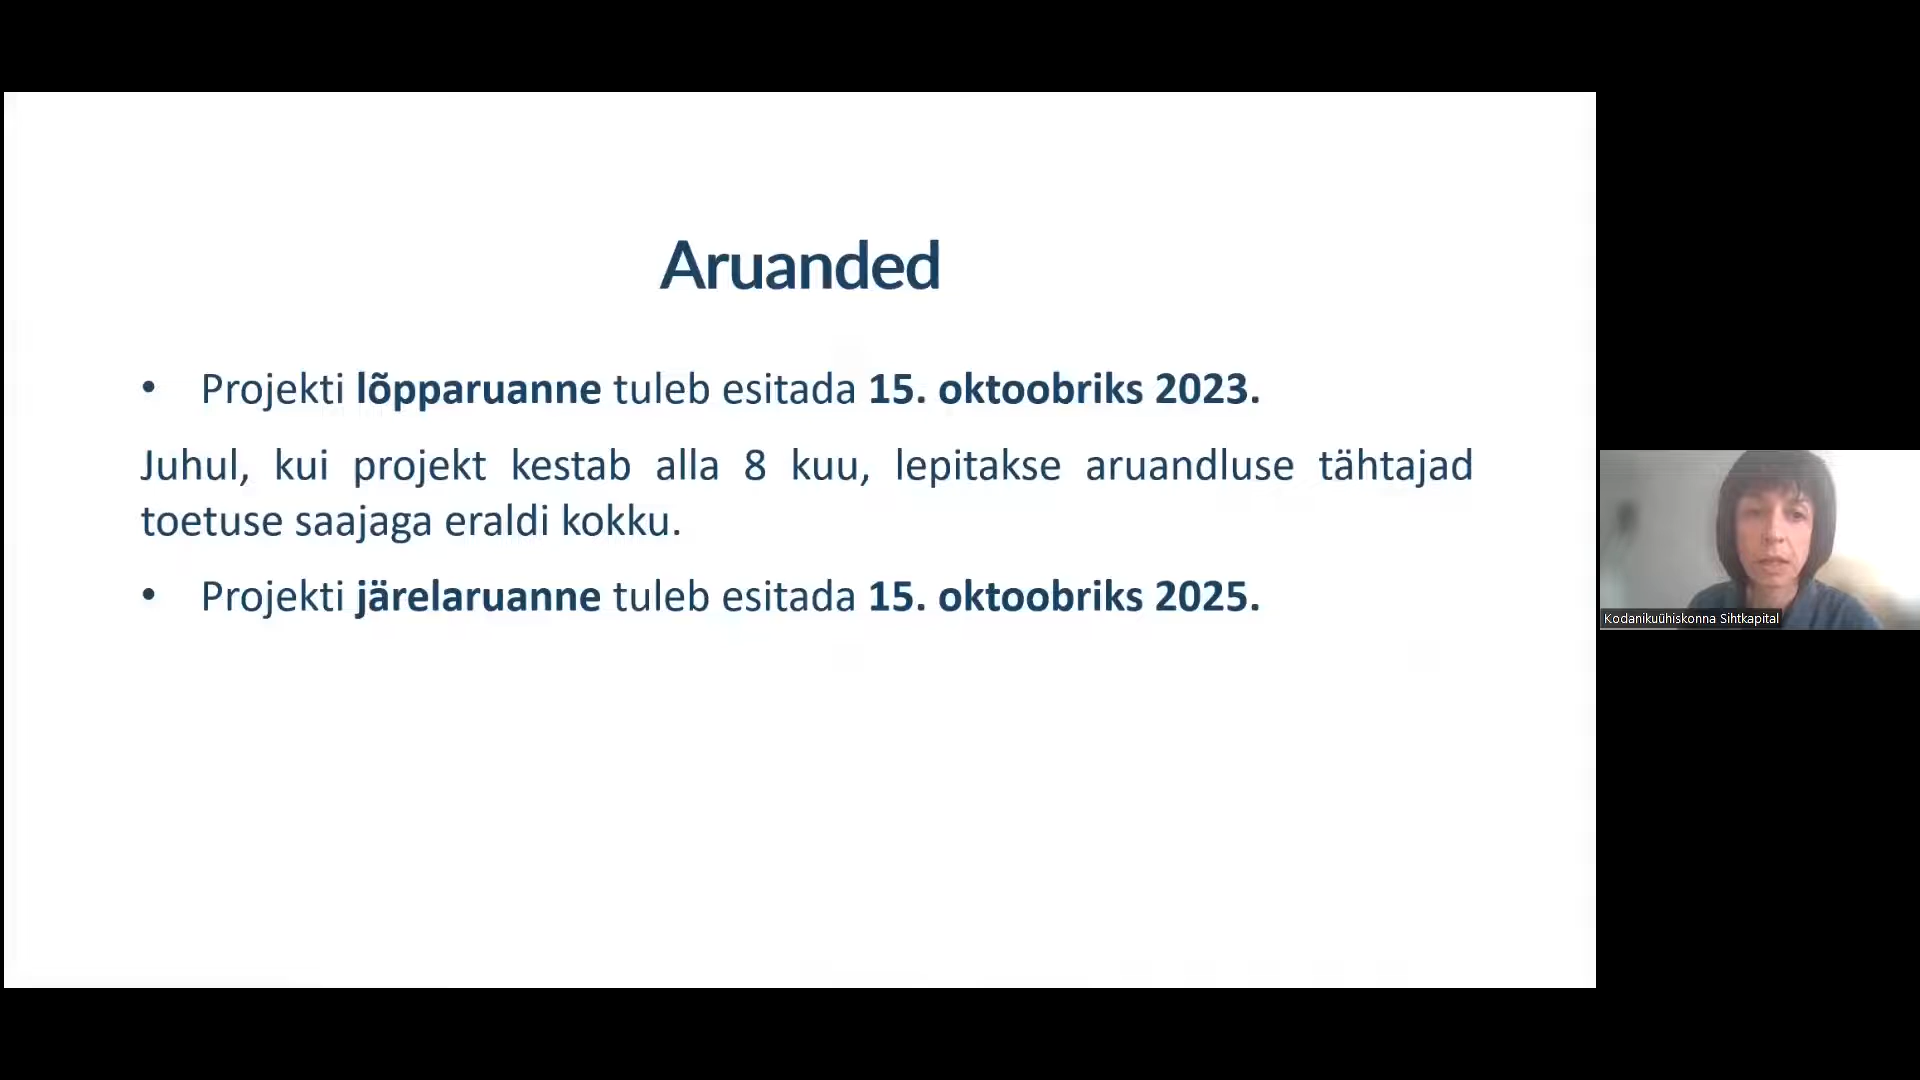 Aruanded
• Projekti lõpparuanne tuleb esitada 15. oktoobriks 2023.
Juhul, kui projekt kestab alla 8 kuu, lepitakse aruandluse tähtajad
toetuse saajaga eraldi kokku.
• Projekti järelaruanne tuleb esitada 15. oktoobriks 2025.
Kodanikuühiskonna Sihtkapital